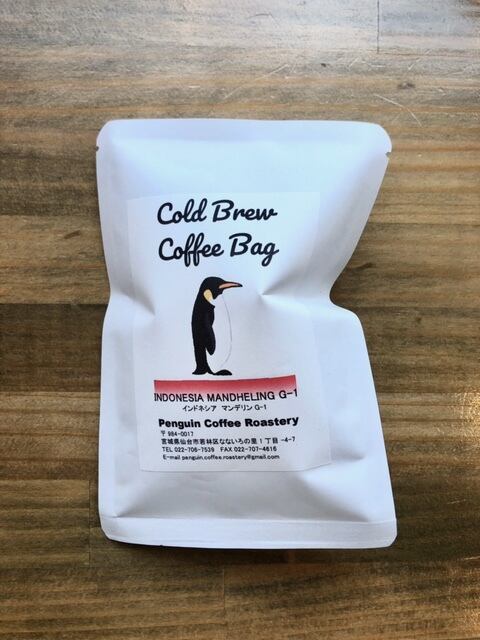 Cold Brew
Coffee Bag
INDONESIA MANDHELING G-1
インドネシア マンデリン G-1
Penguin Coffee Roastery
〒984-0017
宮城県仙台市若林区なないろの里1丁目-4-7
TEL 022-706-7539 FAX 022-707-4616
E-mail penguin.coffee.roastery@gmail.com